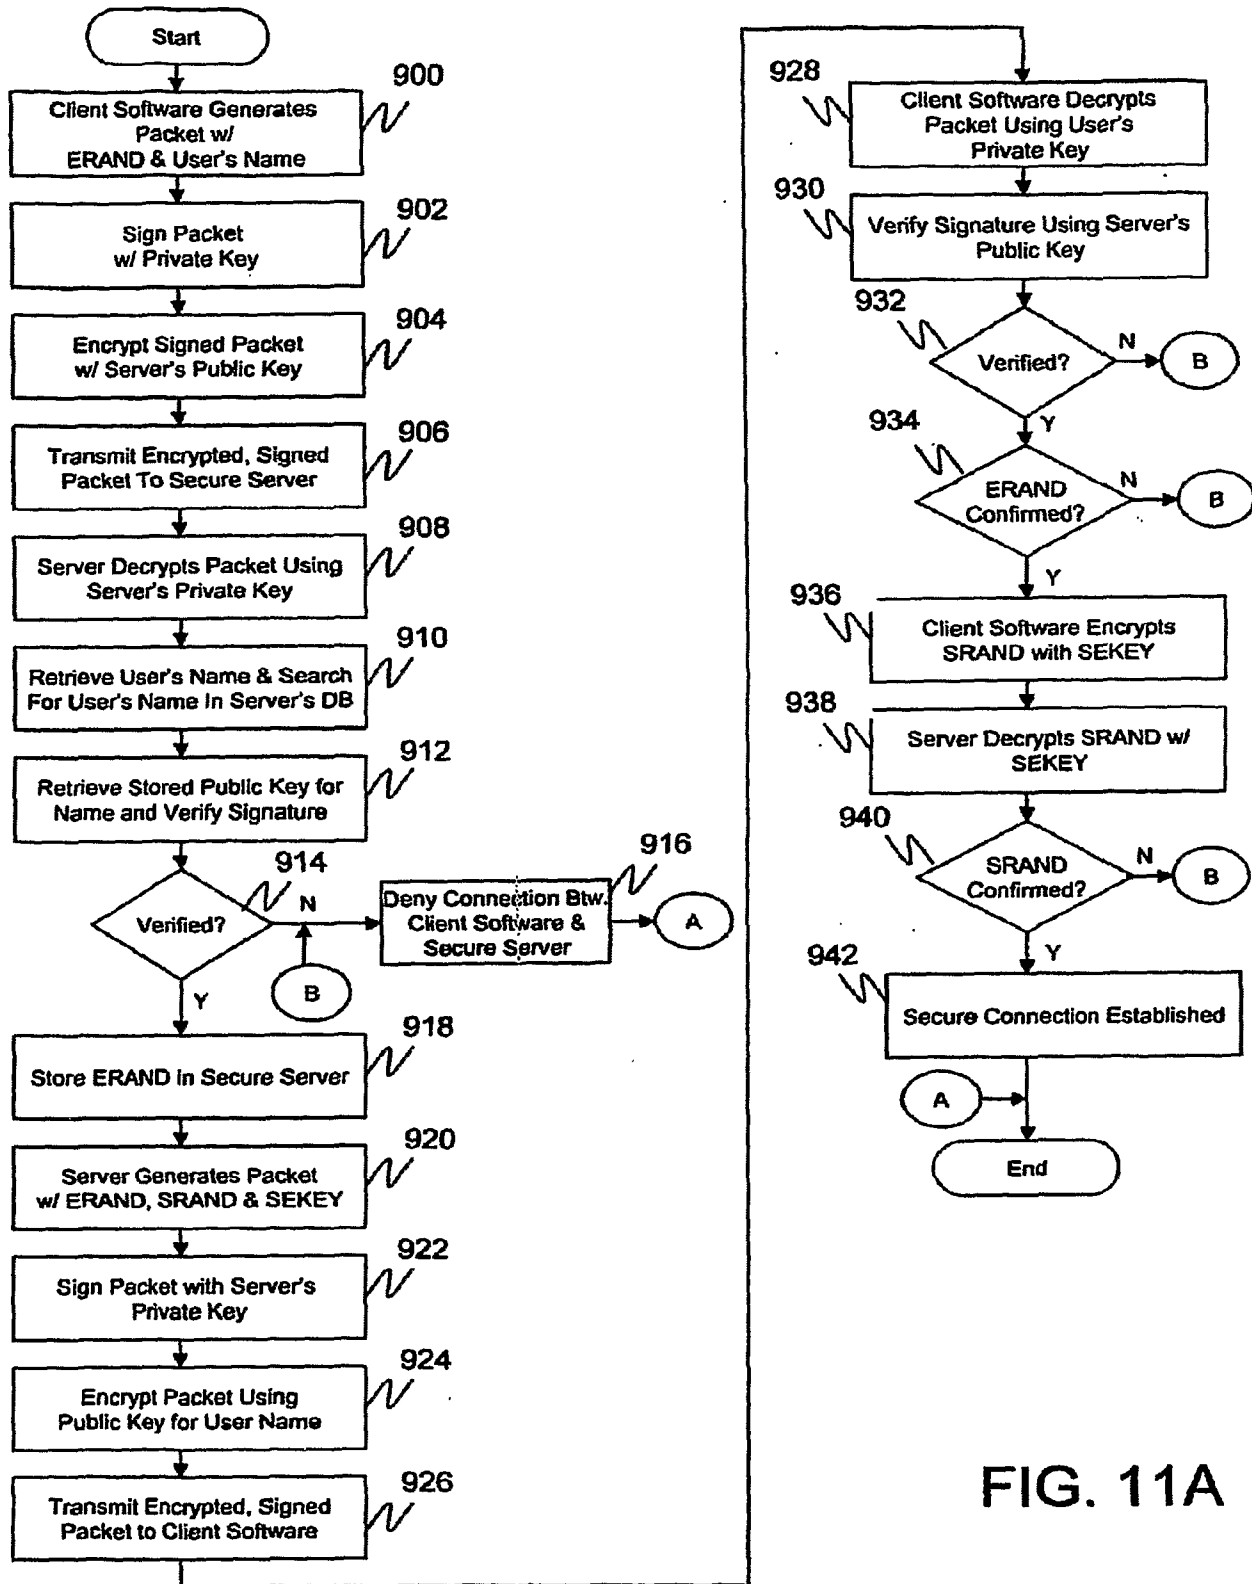 Start
900
Client Software Generates
Packet w/
ERAND & User's Name
902
Sign Packet
w/ Private Key
904
Encrypt Signed Packet
w/ Server's Public Key
906
Transmit Encrypted, Signed
Packet To Secure Server
908
Server Decrypts Packet Using
Server's Private Key
910
Retrieve User's Name & Search
For User's Name In Server's DB
912
Retrieve Stored Public Key for
Name and Verify Signature
914
Verified?
N
Y
B
916
Deny Connection Btw.
Client Software &
Secure Server
A
918
Store ERAND in Secure Server
920
Server Generates Packet
w/ ERAND, SRAND & SEKEY
922
Sign Packet with Server's
Private Key
924
Encrypt Packet Using
Public Key for User Name
926
Transmit Encrypted, Signed
Packet to Client Software
928
Client Software Decrypts
Packet Using User's
Private Key
930
Verify Signature Using Server's
Public Key
932
Verified?
N
B
Y
934
ERAND
Confirmed?
N
B
Y
936
Client Software Encrypts
SRAND with SEKEY
938
Server Decrypts SRAND w/
SEKEY
940
SRAND
Confirmed?
N
B
Y
942
Secure Connection Established
A
End
FIG. 11A